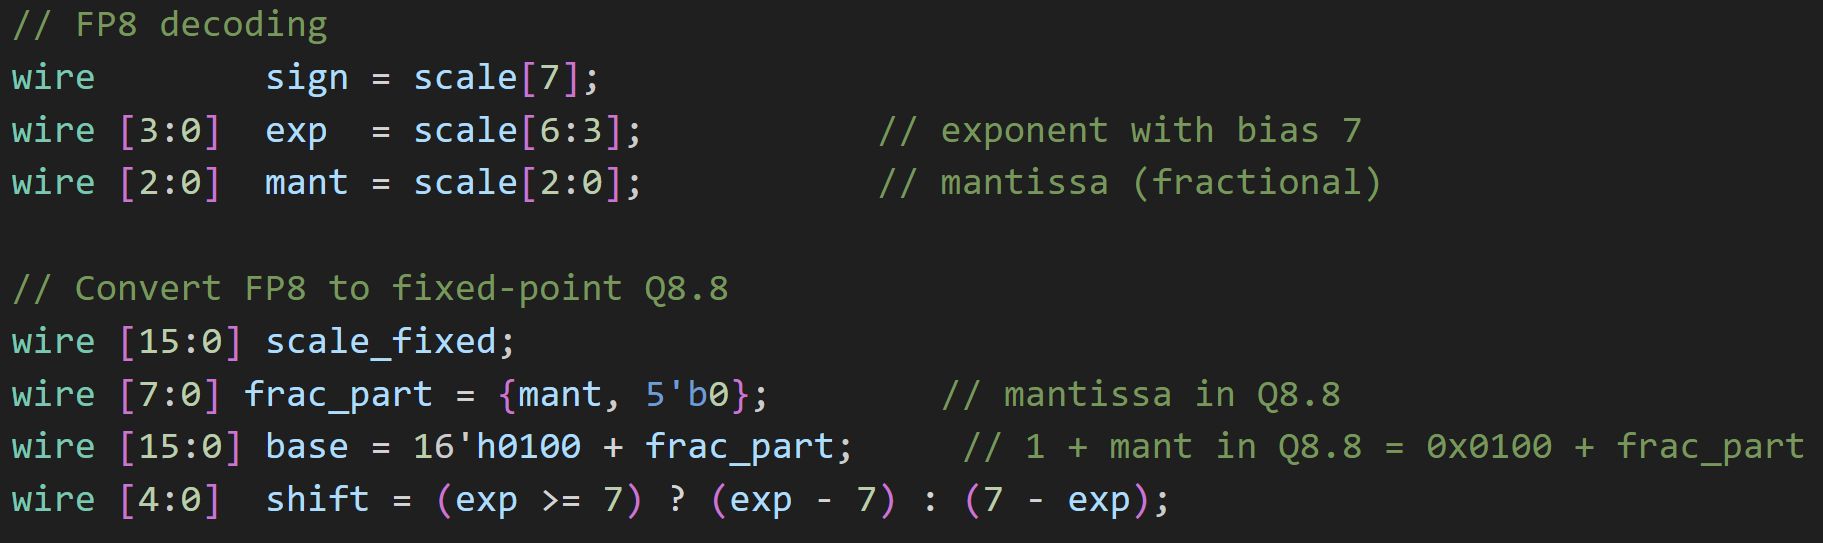 // FP8 decoding
wire        sign = scale[7];
wire [3:0]  exp  = scale[6:3];           // exponent with bias 7
wire [2:0]  mant = scale[2:0];           // mantissa (fractional)

// Convert FP8 to fixed-point Q8.8
wire [15:0] scale_fixed;
wire [7:0] frac_part = {mant, 5'b0};        // mantissa in Q8.8
wire [15:0] base = 16'h0100 + frac_part;     // 1 + mant in Q8.8 = 0x0100 + frac_part
wire [4:0]  shift = (exp >= 7) ? (exp - 7) : (7 - exp);